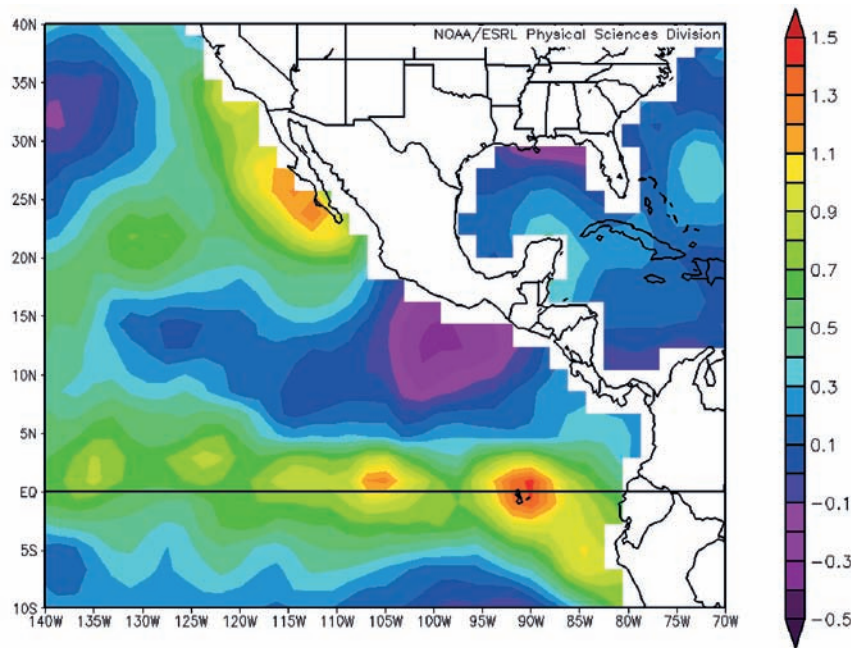 NOAA/ESRL Physical Sciences Division
40N
35N
30N
25N
20N
15N
10N
5N
EQ
5S
10S
140W 135W 130W 125W 120W 115W 110W 105W 100W 95W 90W 85W 80W 75W 70W
1.5
1.3
1.1
0.9
0.7
0.5
0.3
0.1
-0.1
-0.3
-0.5